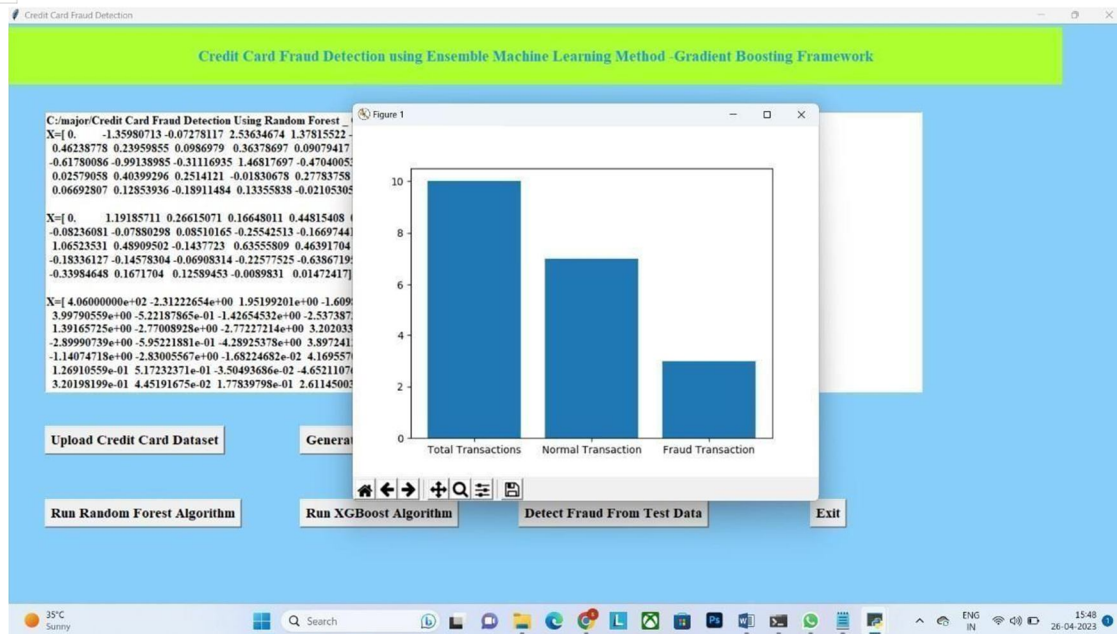 Credit Card Fraud Detection
Credit Card Fraud Detection using Ensemble Machine Learning Method -Gradient Boosting Framework
C:/major/Credit Card Fraud Detection Using Random Forest _
X=[ 0. -1.35980713 -0.07278117 2.53634674 1.37815522 -
0.46238778 0.23959855 0.0986979 0.36378697 0.09079417
-0.61780086 -0.99138985 -0.31116935 1.46817697 -0.4704005
0.02579058 0.40399296 0.2514121 -0.01830678 0.27783758
0.06692807 0.12853936 -0.18911484 0.13355838 -0.02105305
X=[ 0. 1.19185711 0.26615071 0.16648011 0.44815408
-0.08236081 -0.07880298 0.08510165 -0.25542513 -0.1669744
1.06523531 0.48909502 -0.1437723 0.63555809 0.46391704
-0.18336127 -0.14578304 -0.06908314 -0.22577525 -0.638671
-0.33984648 0.1671704 0.12589453 -0.0089831 0.01472417]
X=[ 4.06000000e+02 -2.31222654e+00 1.95199201e+00 -1.609
3.99790559e+00 -5.22187865e-01 -1.42654532e+00 -2.537387
1.39165725e+00 -2.77008928e+00 -2.77227214e+00 3.202033
-2.89990739e+00 -5.95221881e-01 -4.28925378e+00 3.897241
-1.14074718e+00 -2.83005567e+00 -1.68224682e-02 4.169557
1.26910559e-01 5.17232371e-01 -3.50493686e-02 -4.6521107
3.20198199e-01 4.45191675e-02 1.77839798e-01 2.6114500
Figure 1
10
8
6
4
2
0
Total Transactions Normal Transaction Fraud Transaction
Upload Credit Card Dataset Genera
Run Random Forest Algorithm Run XGBoost Algorithm Detect Fraud From Test Data Exit
35°C
Sunny
Search
ENG
IN
15:48
26-04-2023